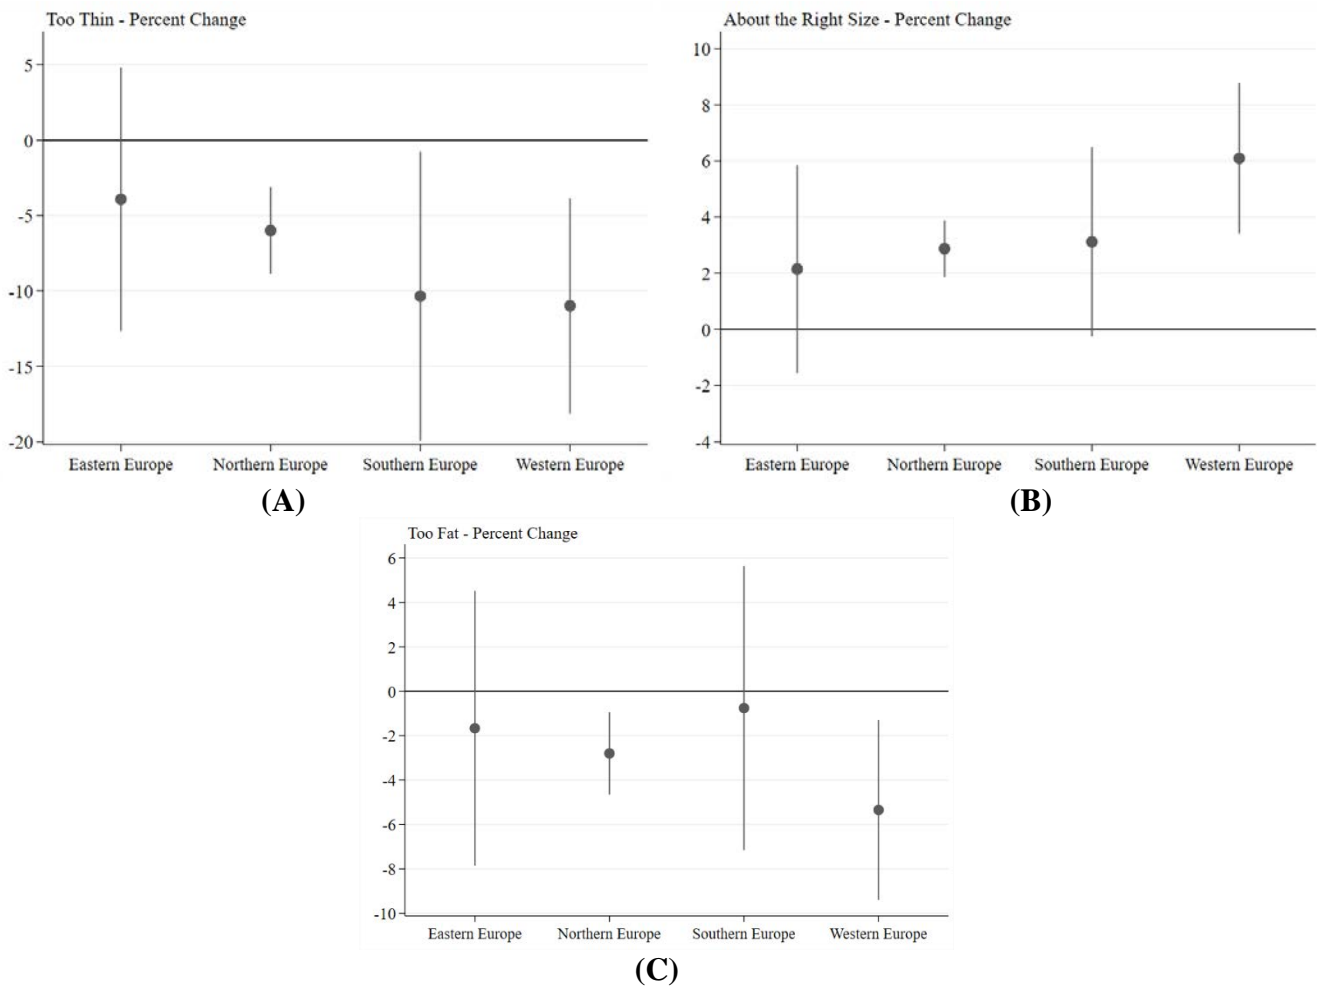 Too Thin - Percent Change
5
0
-5
-10
-15
-20
Eastern Europe Northern Europe Southern Europe Western Europe
(A)
About the Right Size - Percent Change
10
8
6
4
2
0
-2
-4
Eastern Europe Northern Europe Southern Europe Western Europe
(B)
Too Fat - Percent Change
6
4
2
0
-2
-4
-6
-8
-10
Eastern Europe Northern Europe Southern Europe Western Europe
(C)